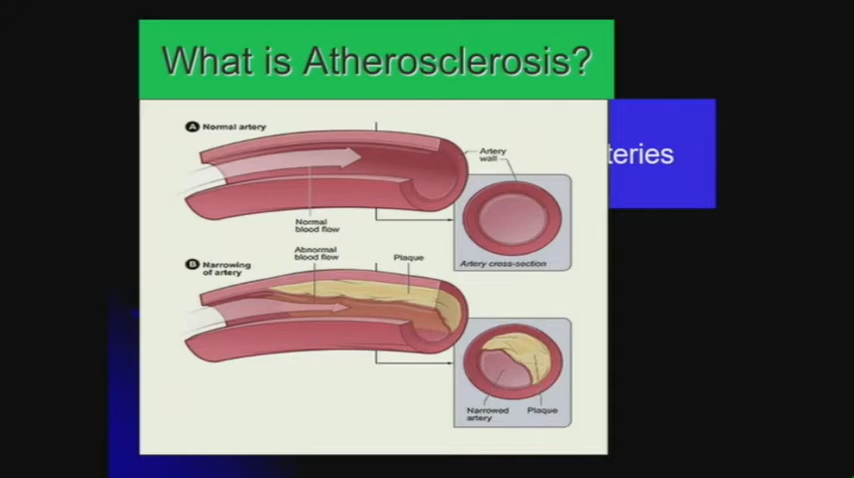 What is Atherosclerosis?
teries
A Normal artery
Artery
wall
Normal
blood flow
Artery cross-section
B Narrowing
of artery
Abnormal
blood flow
Plaque
Narrowed
artery
Plaque